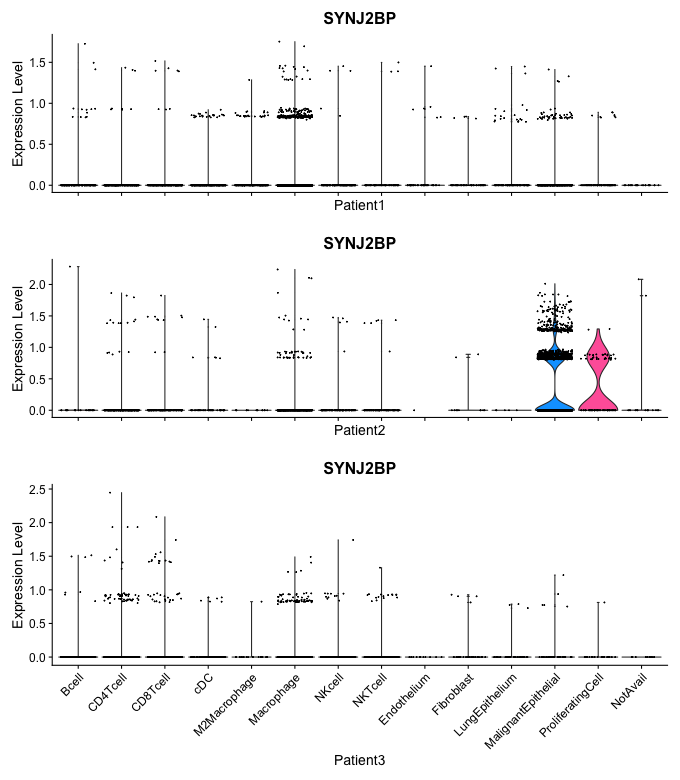 SYNJ2BP
Expression Level
1.5
1.0
0.5
0.0
Patient1
SYNJ2BP
Expression Level
2.0
1.5
1.0
0.5
0.0
Patient2
SYNJ2BP
Expression Level
2.5
2.0
1.5
1.0
0.5
0.0
Bcell
CD4Tcell
CD8Tcell
cDC
M2Macrophage
Macrophage
NKcell
NKTcell
Endothelium
Fibroblast
LungEpithelium
MalignantEpithelial
ProliferatingCell
NotAvail
Patient3